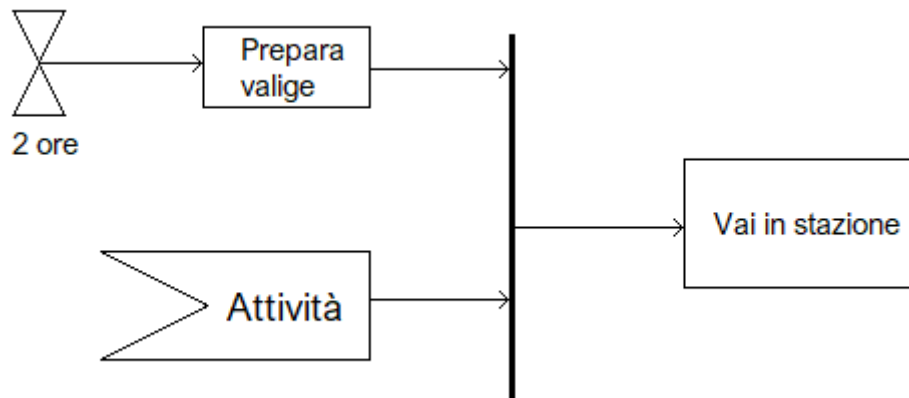 Prepara
valige
2 ore
Vai in stazione
Attività